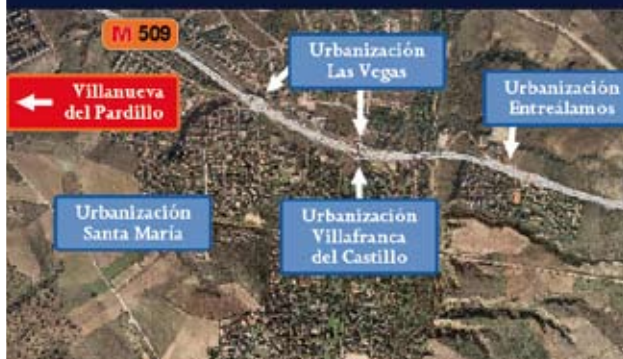 M 509
Urbanización
Las Vegas
Villanueva
del Pardillo
Urbanización
Entreálamos
Urbanización
Santa María
Urbanización
Villafranca
del Castillo